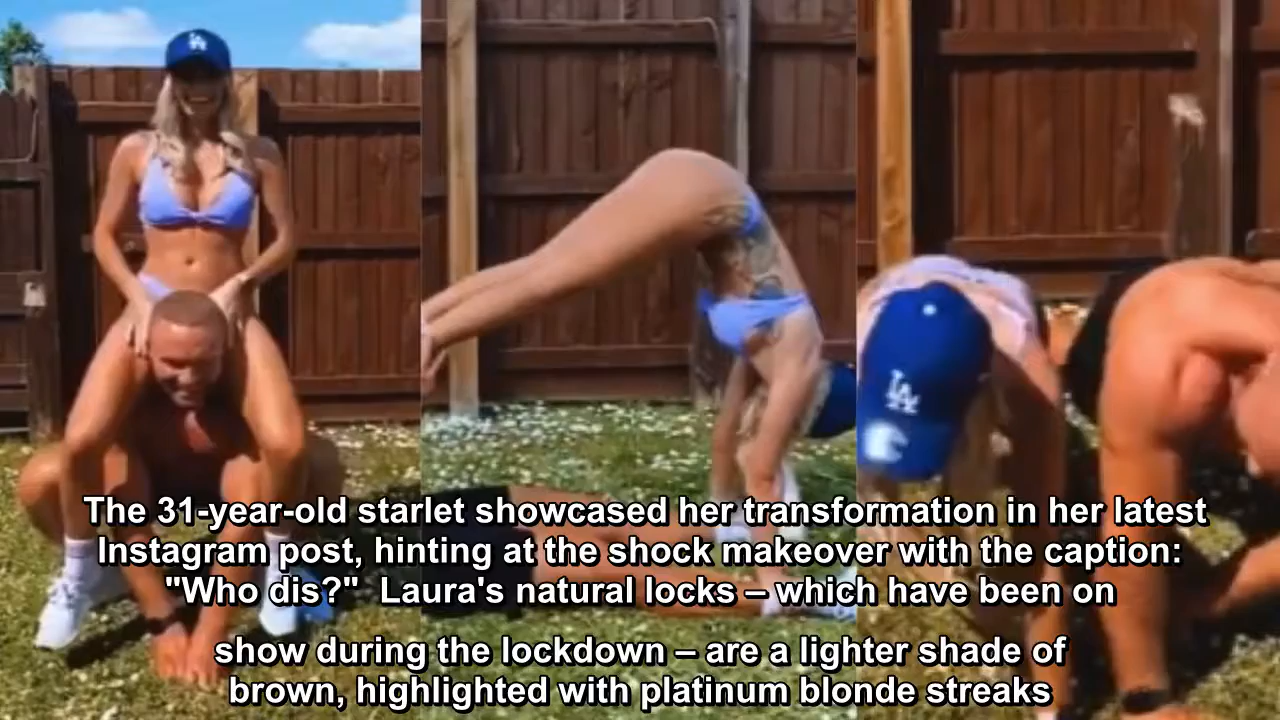 LA
LA
The 31-year-old starlet showcased her transformation in her latest
Instagram post, hinting at the shock makeover with the caption:
"Who dis?"  Laura's natural locks – which have been on
show during the lockdown – are a lighter shade of
brown, highlighted with platinum blonde streaks